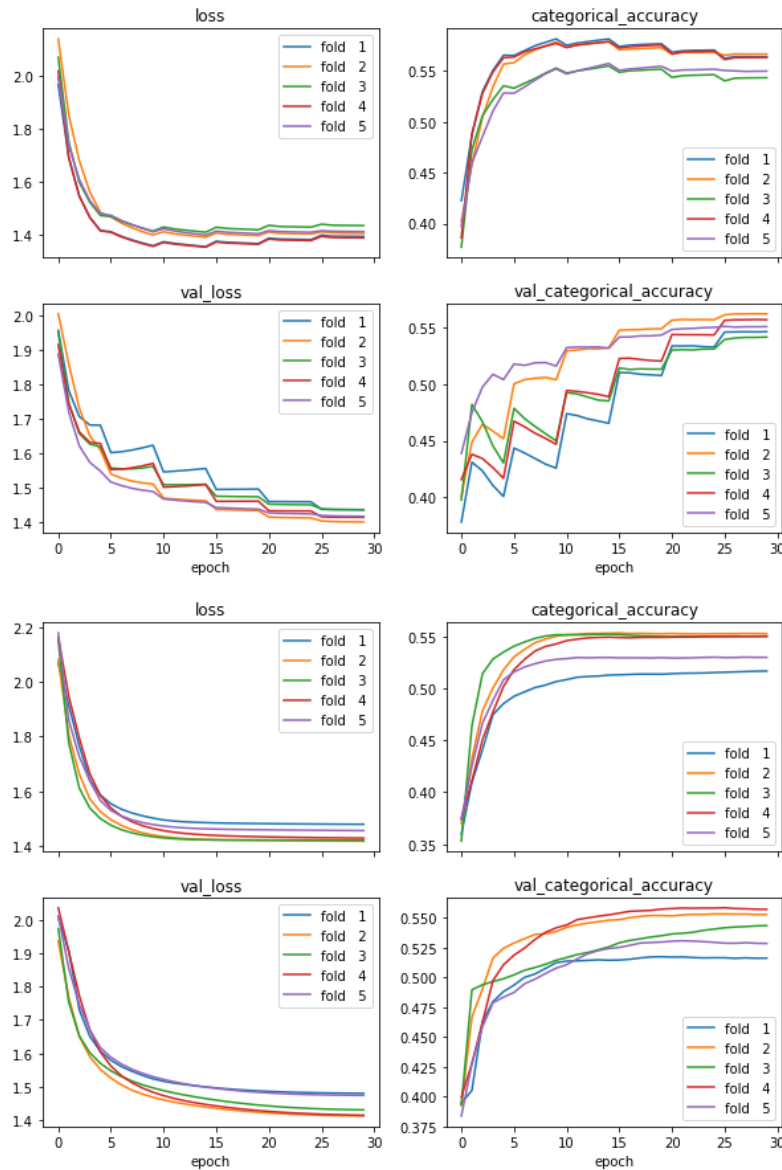 loss
2.0
1.8
1.6
1.4
fold 1
fold 2
fold 3
fold 4
fold 5
categorical_accuracy
0.55
0.50
0.45
0.40
fold 1
fold 2
fold 3
fold 4
fold 5
val_loss
2.0
1.9
1.8
1.7
1.6
1.5
1.4
fold 1
fold 2
fold 3
fold 4
fold 5
0 5 10 15 20 25 30
epoch
val_categorical_accuracy
0.55
0.50
0.45
0.40
fold 1
fold 2
fold 3
fold 4
fold 5
0 5 10 15 20 25 30
epoch
loss
2.2
2.0
1.8
1.6
1.4
fold 1
fold 2
fold 3
fold 4
fold 5
categorical_accuracy
0.55
0.50
0.45
0.40
0.35
fold 1
fold 2
fold 3
fold 4
fold 5
val_loss
2.0
1.9
1.8
1.7
1.6
1.5
1.4
fold 1
fold 2
fold 3
fold 4
fold 5
0 5 10 15 20 25 30
epoch
val_categorical_accuracy
0.550
0.525
0.500
0.475
0.450
0.425
0.400
0.375
fold 1
fold 2
fold 3
fold 4
fold 5
0 5 10 15 20 25 30
epoch